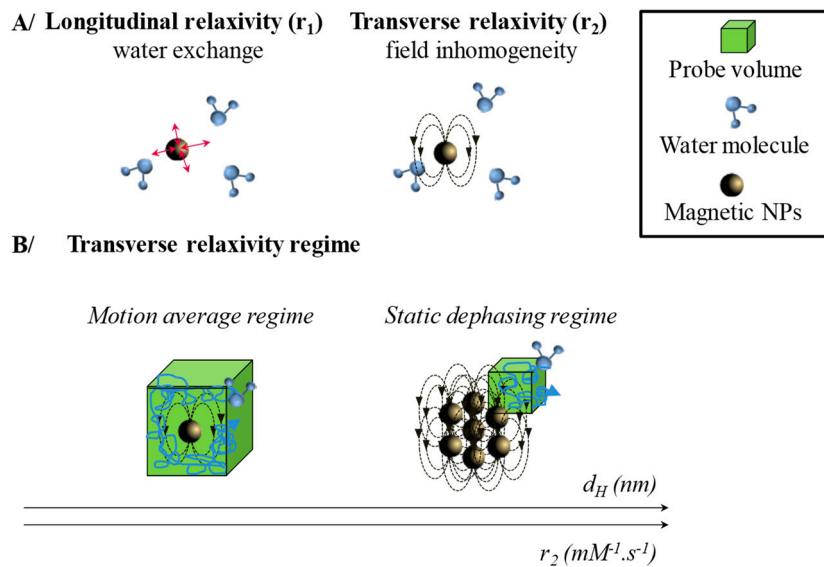 A/ Longitudinal relaxivity (r1)
water exchange
Transverse relaxivity (r2)
field inhomogeneity
Probe volume
Water molecule
Magnetic NPs
B/ Transverse relaxivity regime
Motion average regime
Static dephasing regime
dH (nm)
r2 (mM-1.s-1)